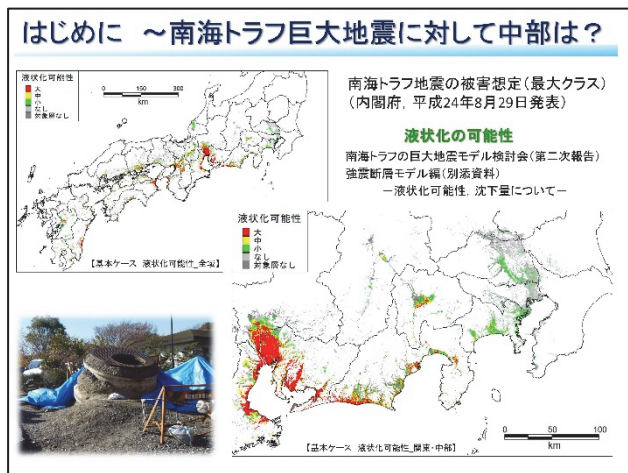 はじめに ～南海トラフ巨大地震に対して中部は？
液状化可能性
大
中
小
なし
対象層なし
0 150 300
km
【基本ケース 液状化可能性_全域】
南海トラフ地震の被害想定(最大クラス)
(内閣府，平成24年8月29日発表)
液状化の可能性
南海トラフの巨大地震モデル検討会(第二次報告)
強震断層モデル編(別添資料)
－液状化可能性，沈下量について－
液状化可能性
大
中
小
なし
対象層なし
0 50 100
km
【基本ケース 液状化可能性_関東・中部】